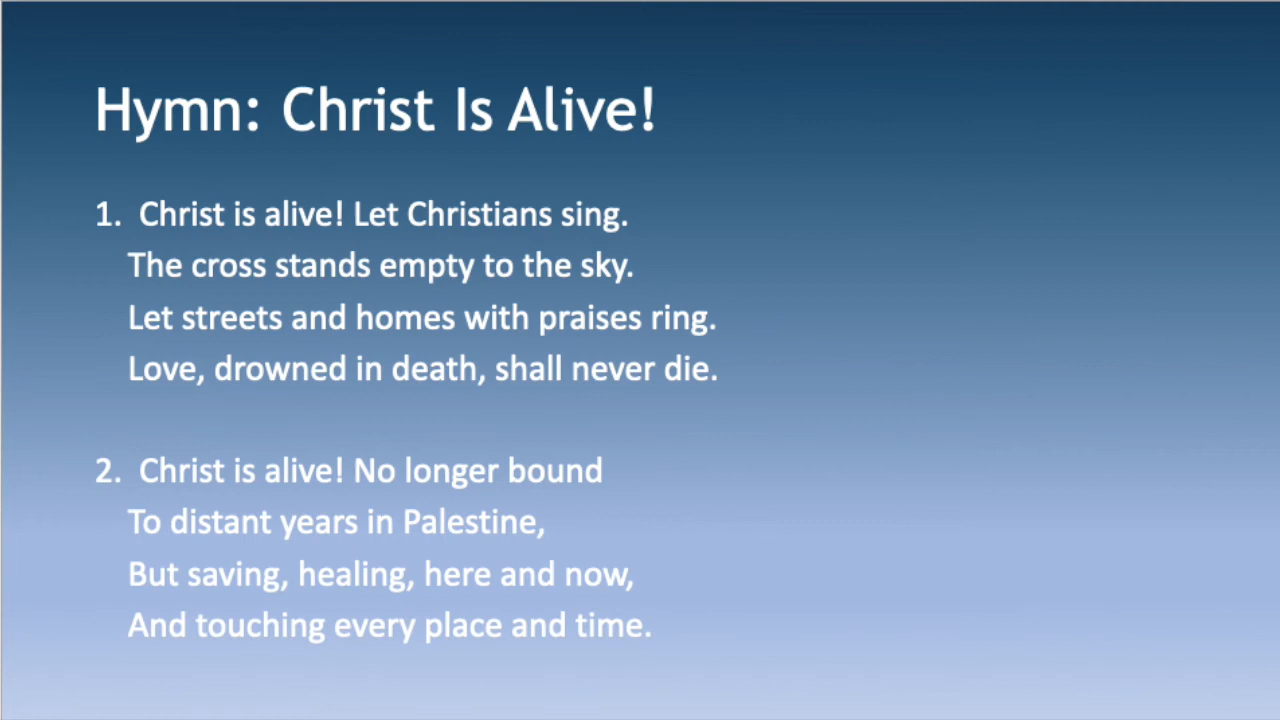 Hymn: Christ Is Alive!
1. Christ is alive! Let Christians sing.
The cross stands empty to the sky.
Let streets and homes with praises ring.
Love, drowned in death, shall never die.
2. Christ is alive! No longer bound
To distant years in Palestine,
But saving, healing, here and now,
And touching every place and time.